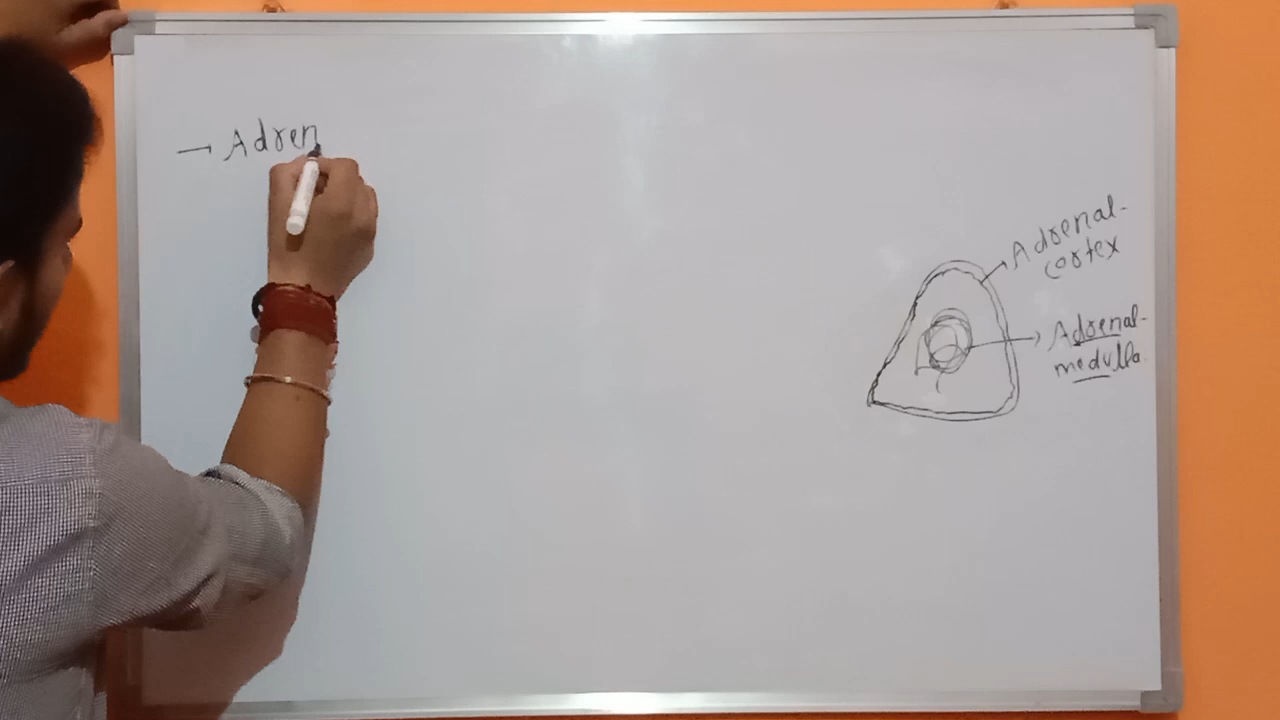 → Adren
Adrenal-
cortex
Adrenal-
medulla.